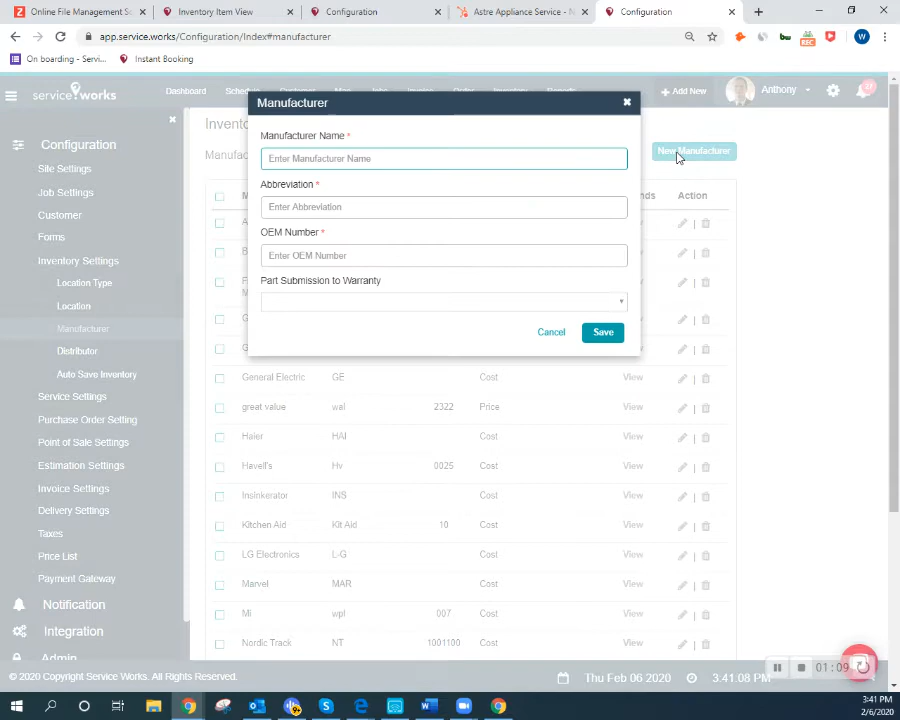 Online File Management So
Inventory Item View
Configuration
Astre Appliance Service - N
Configuration
app.service.works/Configuration/Index#manufacturer
On boarding - Servi...
Instant Booking
service works
Dashboard
Add New
Anthony
Configuration
Site Settings
Job Settings
Customer
Forms
Inventory Settings
Location Type
Location
Manufacturer
Distributor
Auto Save Inventory
Service Settings
Purchase Order Setting
Point of Sale Settings
Estimation Settings
Invoice Settings
Delivery Settings
Taxes
Price List
Payment Gateway
Notification
Integration
Admin
New Manufacturer
Action
Manufacturer
Manufacturer Name *
Enter Manufacturer Name
Abbreviation *
Enter Abbreviation
OEM Number *
Enter OEM Number
Part Submission to Warranty
Cancel
Save
General Electric GE Cost View
great value wal 2322 Price View
Haier HAI Cost View
Havell's Hv 0025 Cost View
Insinkerator INS Cost View
Kitchen Aid Kit Aid 10 Cost View
LG Electronics L-G Cost View
Marvel MAR Cost View
Mi wpl 007 Cost View
Nordic Track NT 1001100 Cost View
© 2020 Copyright Service Works. All Rights Reserved.
Thu Feb 06 2020 3:41:08 PM
01:09
3:41 PM
2/6/2020